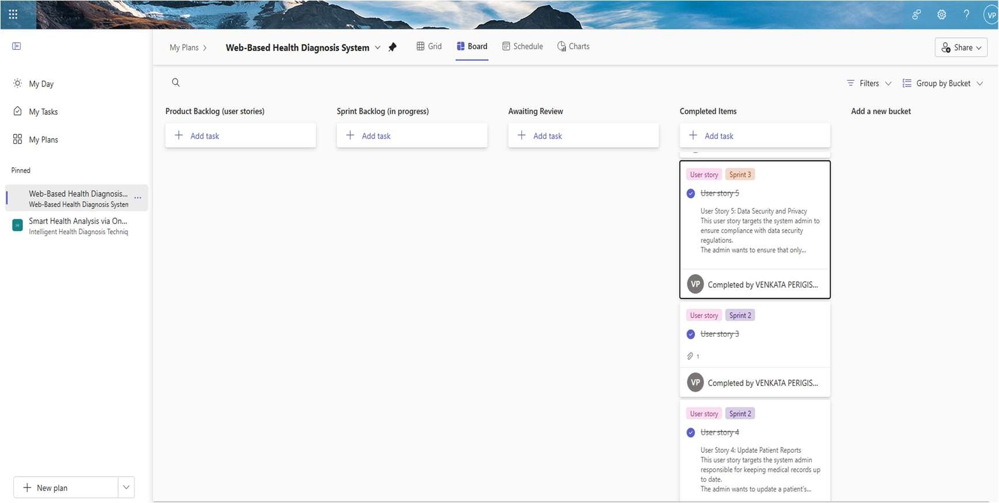 VP
My Plans
Web-Based Health Diagnosis System
Grid
Board
Schedule
Charts
Share
My Day
My Tasks
My Plans
Pinned
Web-Based Health Diagnosis...
Web-Based Health Diagnosis System
Smart Health Analysis via On...
Intelligent Health Diagnosis Techniq
New plan
Filters
Group by Bucket
Product Backlog (user stories)
Add task
Sprint Backlog (in progress)
Add task
Awaiting Review
Add task
Completed Items
Add task
User story Sprint 3
User story 5
User Story 5: Data Security and Privacy
This user story targets the system admin to
ensure compliance with data security
regulations.
The admin wants to ensure that only...
VP Completed by VENKATA PERIGIS...
User story Sprint 2
User story 3
1
VP Completed by VENKATA PERIGIS...
User story Sprint 2
User story 4
User Story 4: Update Patient Reports
This user story targets the system admin
responsible for keeping medical records up
to date.
The admin wants to update a patient's...
Add a new bucket